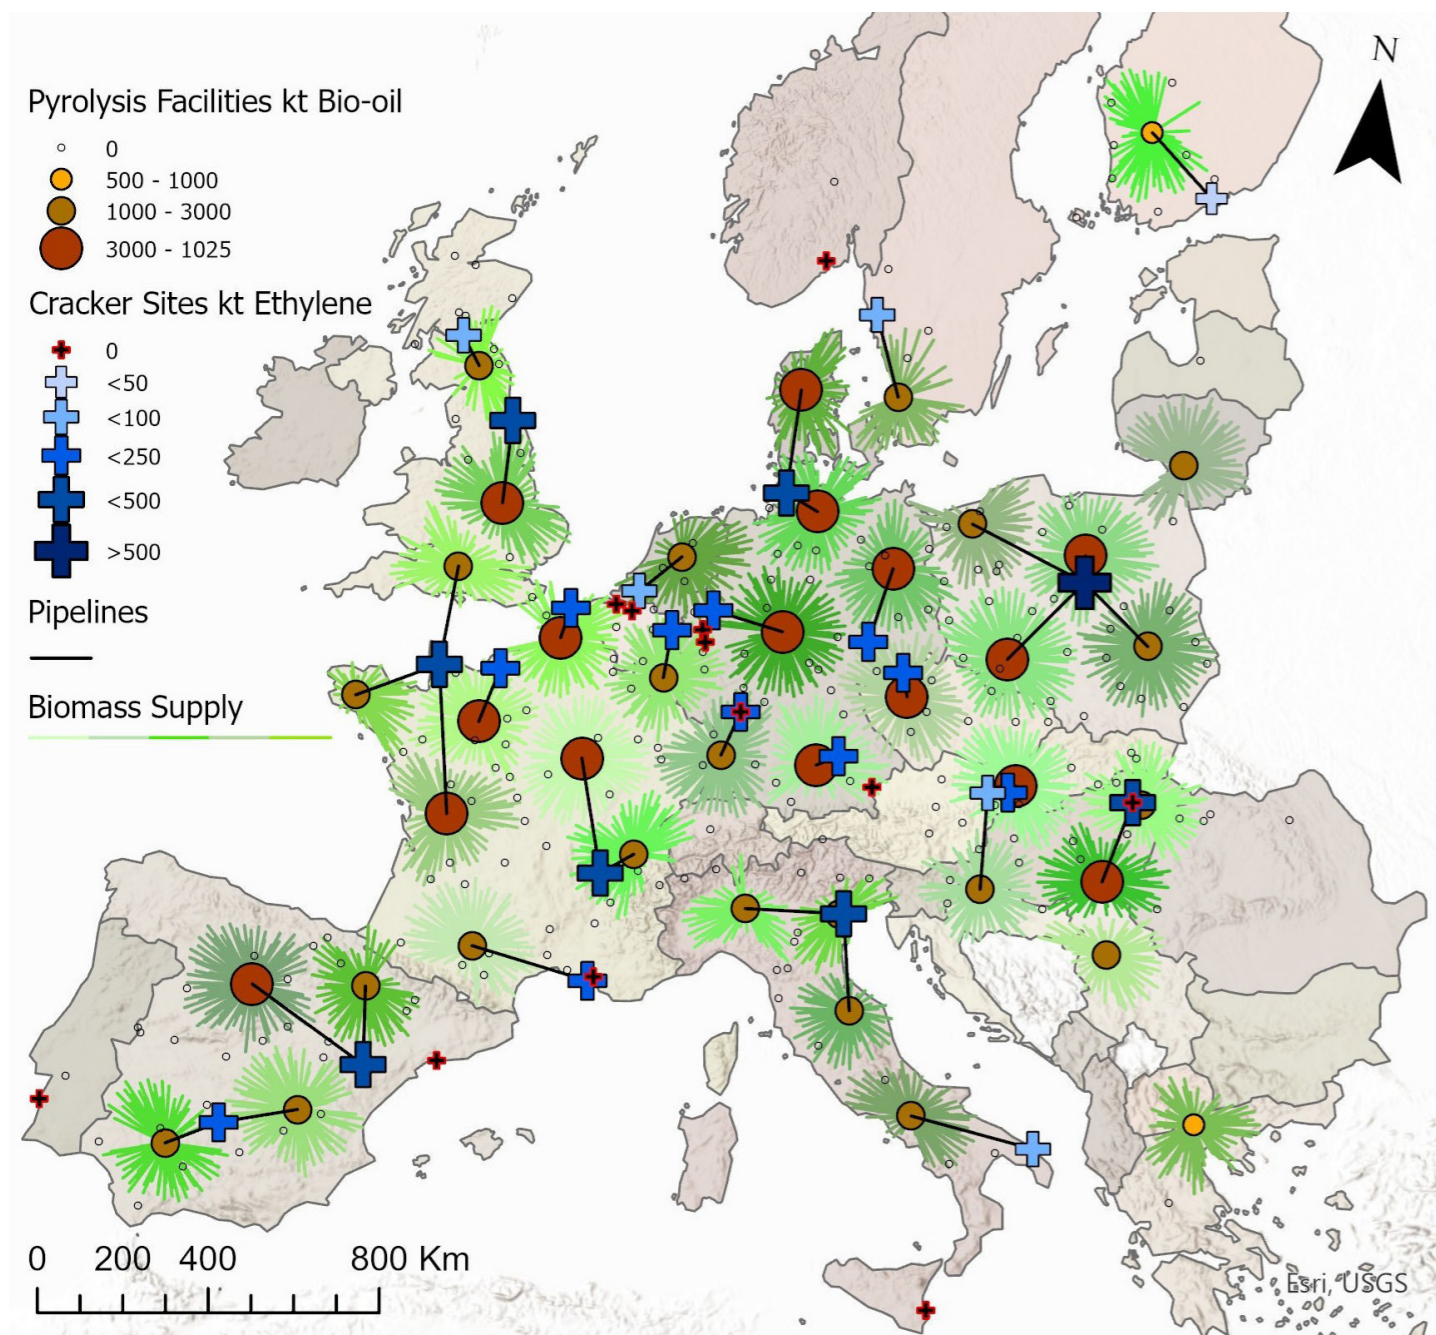 N
Pyrolysis Facilities kt Bio-oil
0
500 - 1000
1000 - 3000
3000 - 1025
Cracker Sites kt Ethylene
0
<50
<100
<250
<500
>500
Pipelines
Biomass Supply
0 200 400 800 Km
Esri, USGS